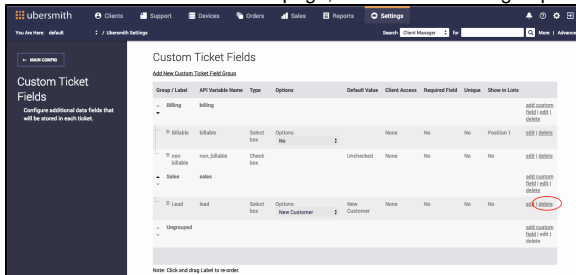 ubersmith Clients Support Devices Orders Sales Reports Settings
You Are Here: default / Ubersmith Settings Search Client Manager for More | Advanced
← MAIN CONFIG
Custom Ticket Fields
Configure additional data fields that will be stored in each ticket.
Custom Ticket Fields
Add New Custom Ticket Field Group
Group / Label API Variable Name Type Options Default Value Client Access Required Field Unique Show in Lists
Billing billing add custom field | edit | delete
Billable billable Select box Options: No None No No Position 1 edit | delete
non billable non_billable Check box Unchecked None No No No edit | delete
Sales sales add custom field | edit | delete
Lead lead Select box Options: New Customer New Customer None No No No edit | delete
Ungrouped add custom field | edit | delete
Note: Click and drag Label to re-order.